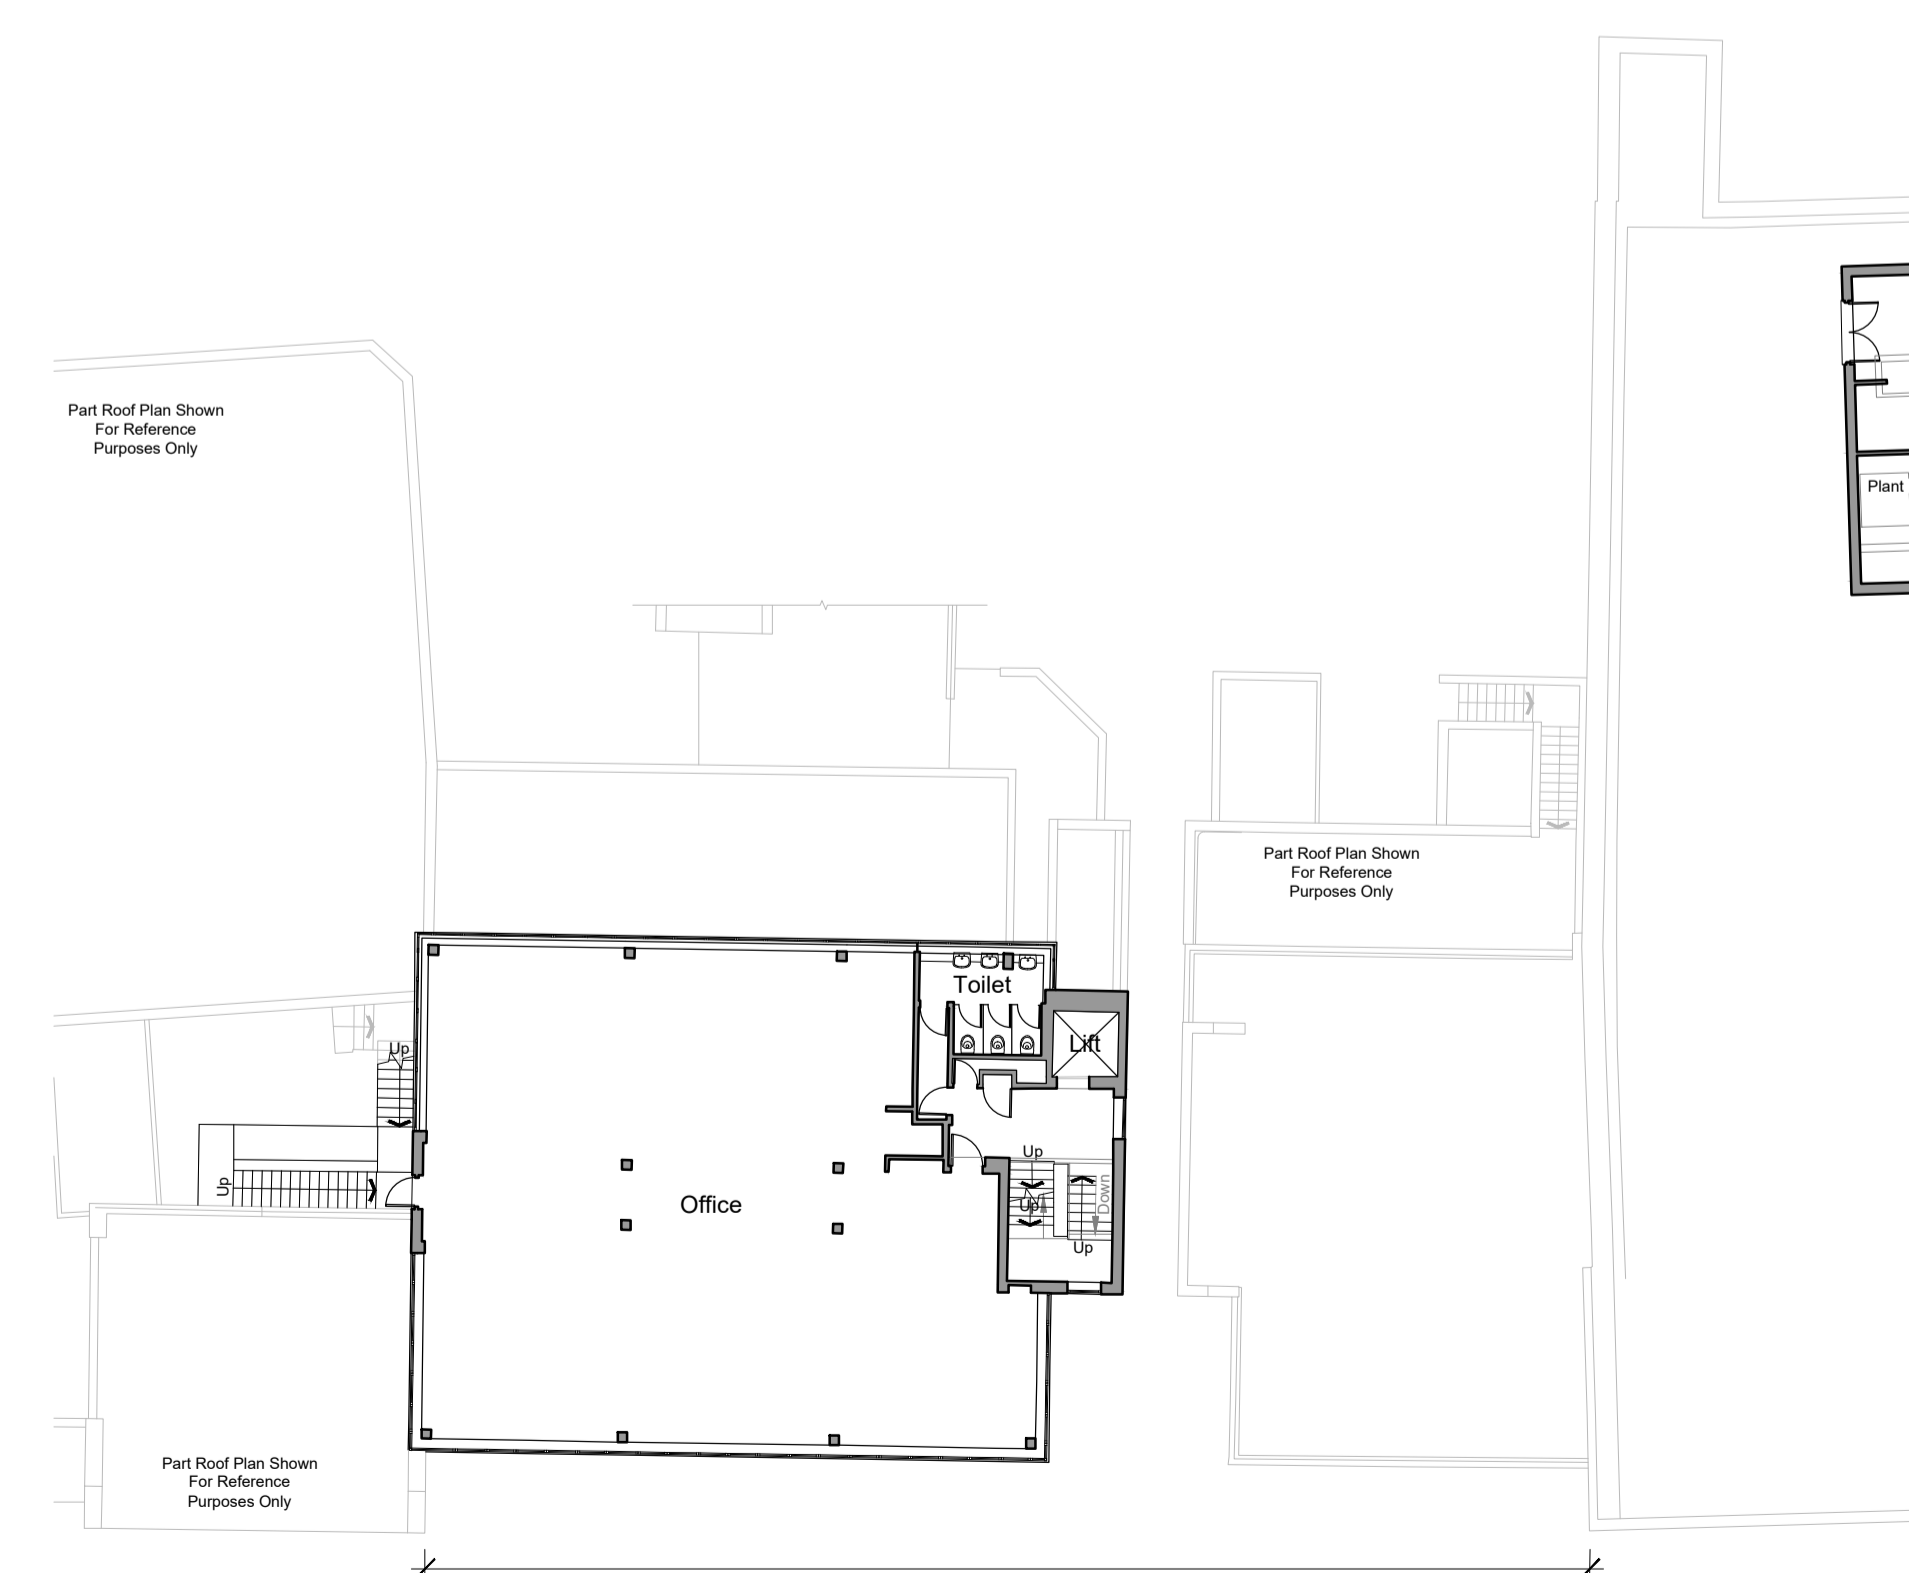 Part Roof Plan Shown
For Reference
Purposes Only
Plant
Part Roof Plan Shown
For Reference
Purposes Only
Toilet
Lift
Up
Up
Up
Office
Up
Down
Up
Part Roof Plan Shown
For Reference
Purposes Only